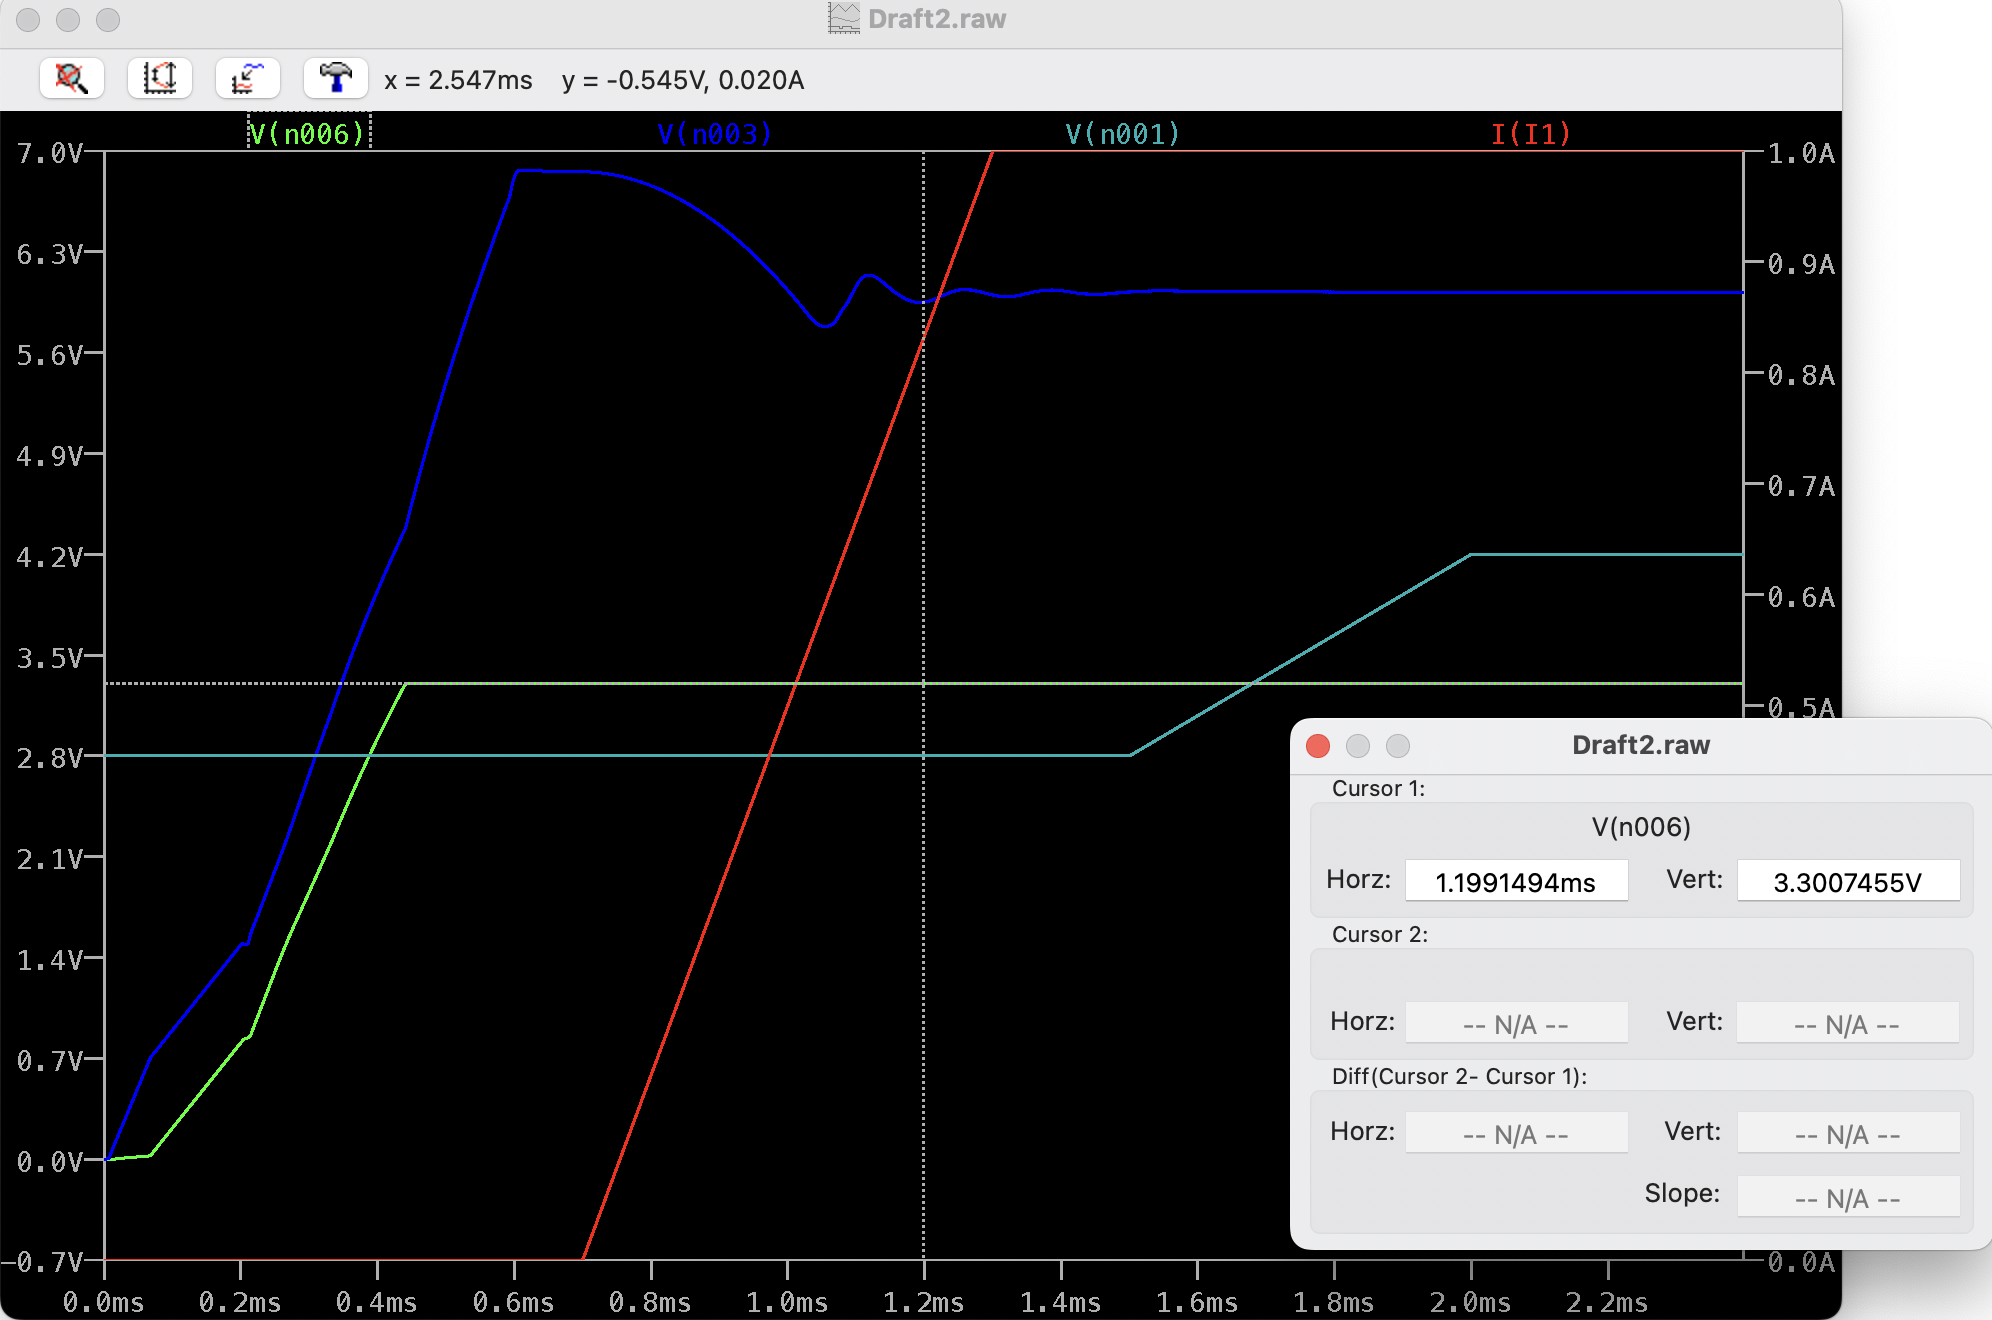 Draft2.raw
x = 2.547ms y = -0.545V, 0.020A
V(n006) V(n003) V(n001) I(I1)
7.0V 1.0A
6.3V 0.9A
5.6V 0.8A
4.9V 0.7A
4.2V 0.6A
3.5V 0.5A
2.8V
2.1V
1.4V
0.7V
0.0V
-0.7V 0.0A
0.0ms 0.2ms 0.4ms 0.6ms 0.8ms 1.0ms 1.2ms 1.4ms 1.6ms 1.8ms 2.0ms 2.2ms
Draft2.raw
Cursor 1:
V(n006)
Horz: 1.1991494ms Vert: 3.3007455V
Cursor 2:
Horz: -- N/A -- Vert: -- N/A --
Diff(Cursor 2- Cursor 1):
Horz: -- N/A -- Vert: -- N/A --
Slope: -- N/A --